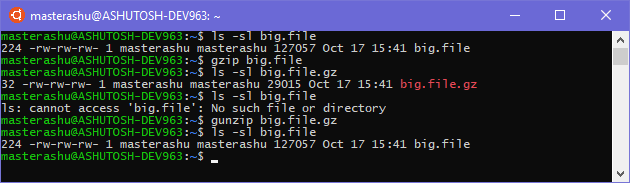 masterashu@ASHUTOSH-DEV963: ~
masterashu@ASHUTOSH-DEV963:~$ ls -sl big.file
224 -rw-rw-rw- 1 masterashu masterashu 127057 Oct 17 15:41 big.file
masterashu@ASHUTOSH-DEV963:~$ gzip big.file
masterashu@ASHUTOSH-DEV963:~$ ls -sl big.file.gz
32 -rw-rw-rw- 1 masterashu masterashu 29015 Oct 17 15:41 big.file.gz
masterashu@ASHUTOSH-DEV963:~$ ls -sl big.file
ls: cannot access 'big.file': No such file or directory
masterashu@ASHUTOSH-DEV963:~$ gunzip big.file.gz
masterashu@ASHUTOSH-DEV963:~$ ls -sl big.file
224 -rw-rw-rw- 1 masterashu masterashu 127057 Oct 17 15:41 big.file
masterashu@ASHUTOSH-DEV963:~$